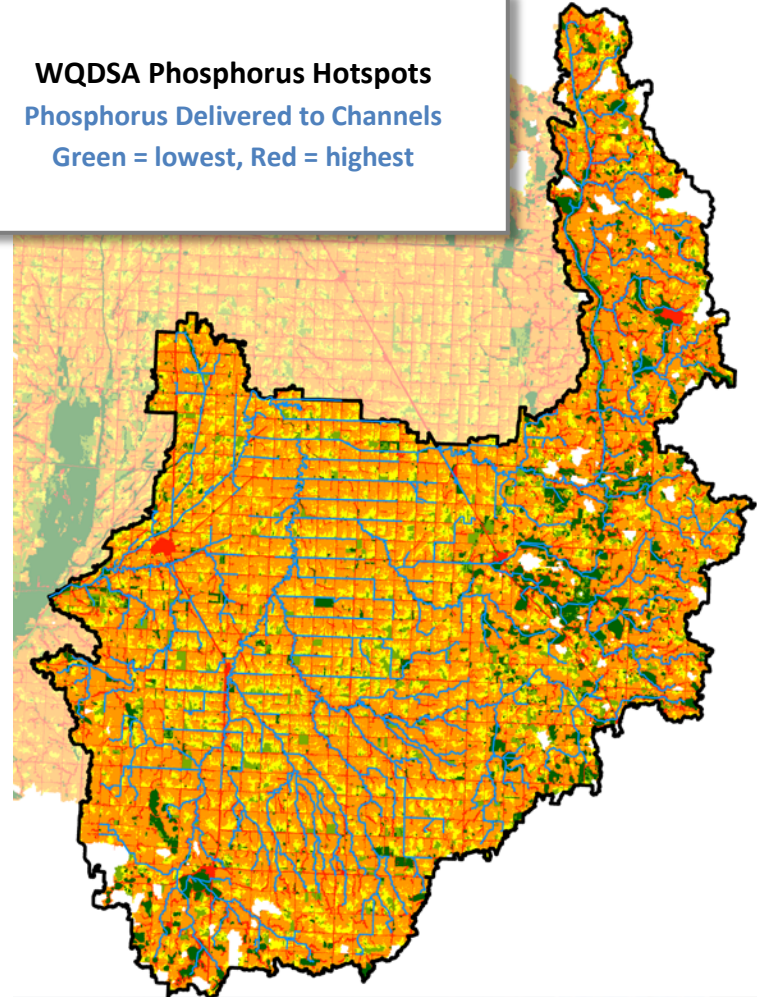 WQDSA Phosphorus Hotspots
Phosphorus Delivered to Channels
Green = lowest, Red = highest